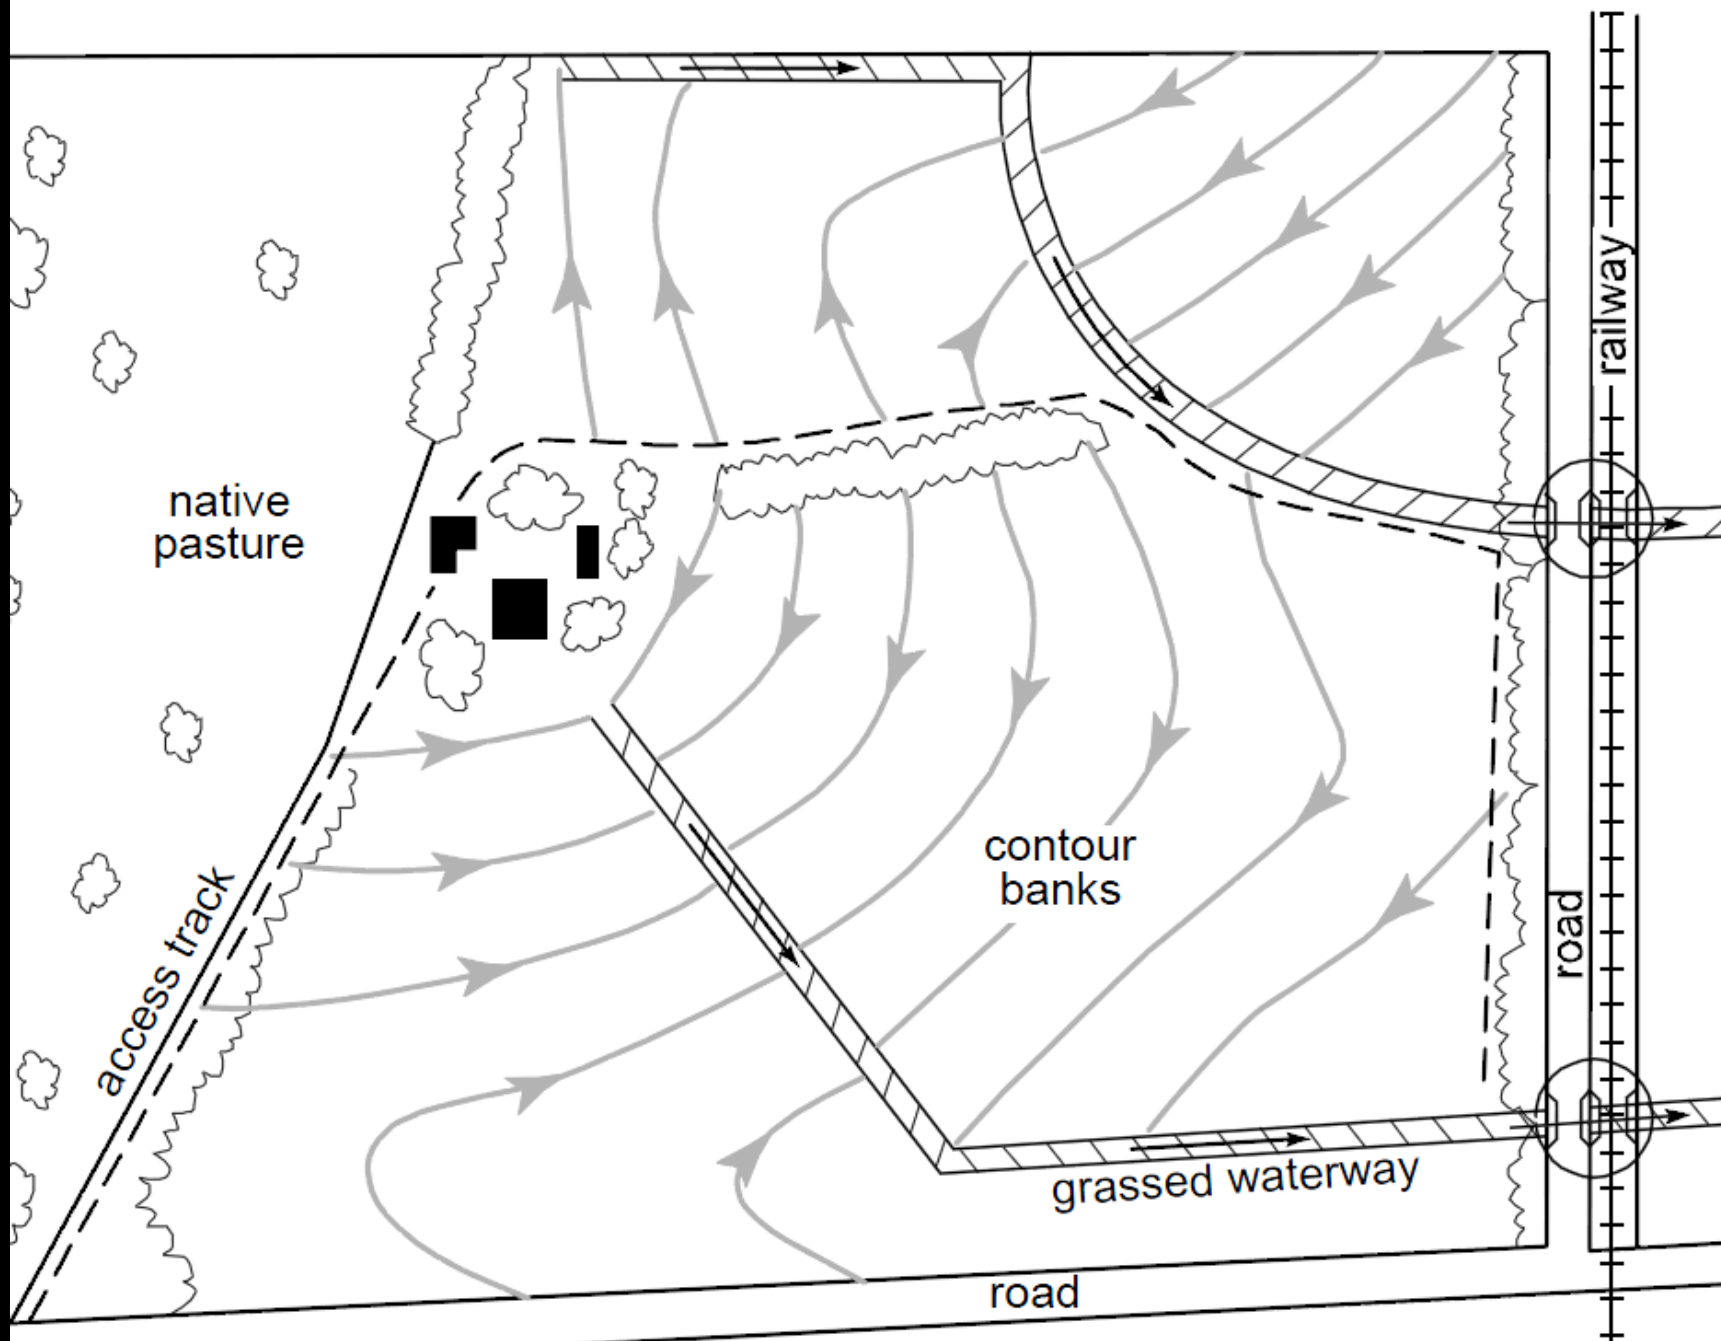 railway
native
pasture
contour
banks
access track
road
grassed waterway
road